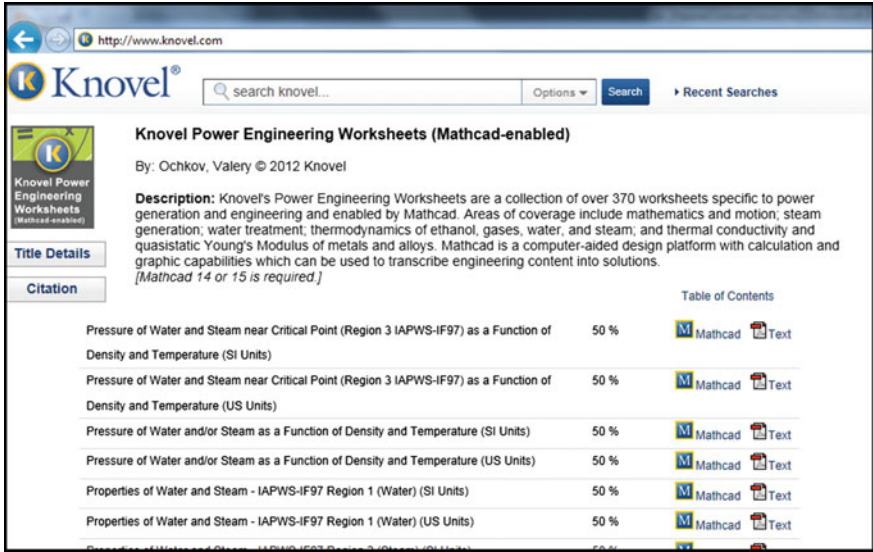 http://www.knovel.com
K Knovel®
search knovel...
Options
Search
Recent Searches
K
Knovel Power
Engineering
Worksheets
(Mathcad-enabled)
Title Details
Citation
Knovel Power Engineering Worksheets (Mathcad-enabled)
By: Ochkov, Valery © 2012 Knovel
Description: Knovel's Power Engineering Worksheets are a collection of over 370 worksheets specific to power
generation and engineering and enabled by Mathcad. Areas of coverage include mathematics and motion; steam
generation; water treatment; thermodynamics of ethanol, gases, water, and steam; and thermal conductivity and
quasistatic Young's Modulus of metals and alloys. Mathcad is a computer-aided design platform with calculation and
graphic capabilities which can be used to transcribe engineering content into solutions.
[Mathcad 14 or 15 is required.]
Table of Contents
Pressure of Water and Steam near Critical Point (Region 3 IAPWS-IF97) as a Function of 50 % M Mathcad Text
Density and Temperature (SI Units)
Pressure of Water and Steam near Critical Point (Region 3 IAPWS-IF97) as a Function of 50 % M Mathcad Text
Density and Temperature (US Units)
Pressure of Water and/or Steam as a Function of Density and Temperature (SI Units) 50 % M Mathcad Text
Pressure of Water and/or Steam as a Function of Density and Temperature (US Units) 50 % M Mathcad Text
Properties of Water and Steam - IAPWS-IF97 Region 1 (Water) (SI Units) 50 % M Mathcad Text
Properties of Water and Steam - IAPWS-IF97 Region 1 (Water) (US Units) 50 % M Mathcad Text